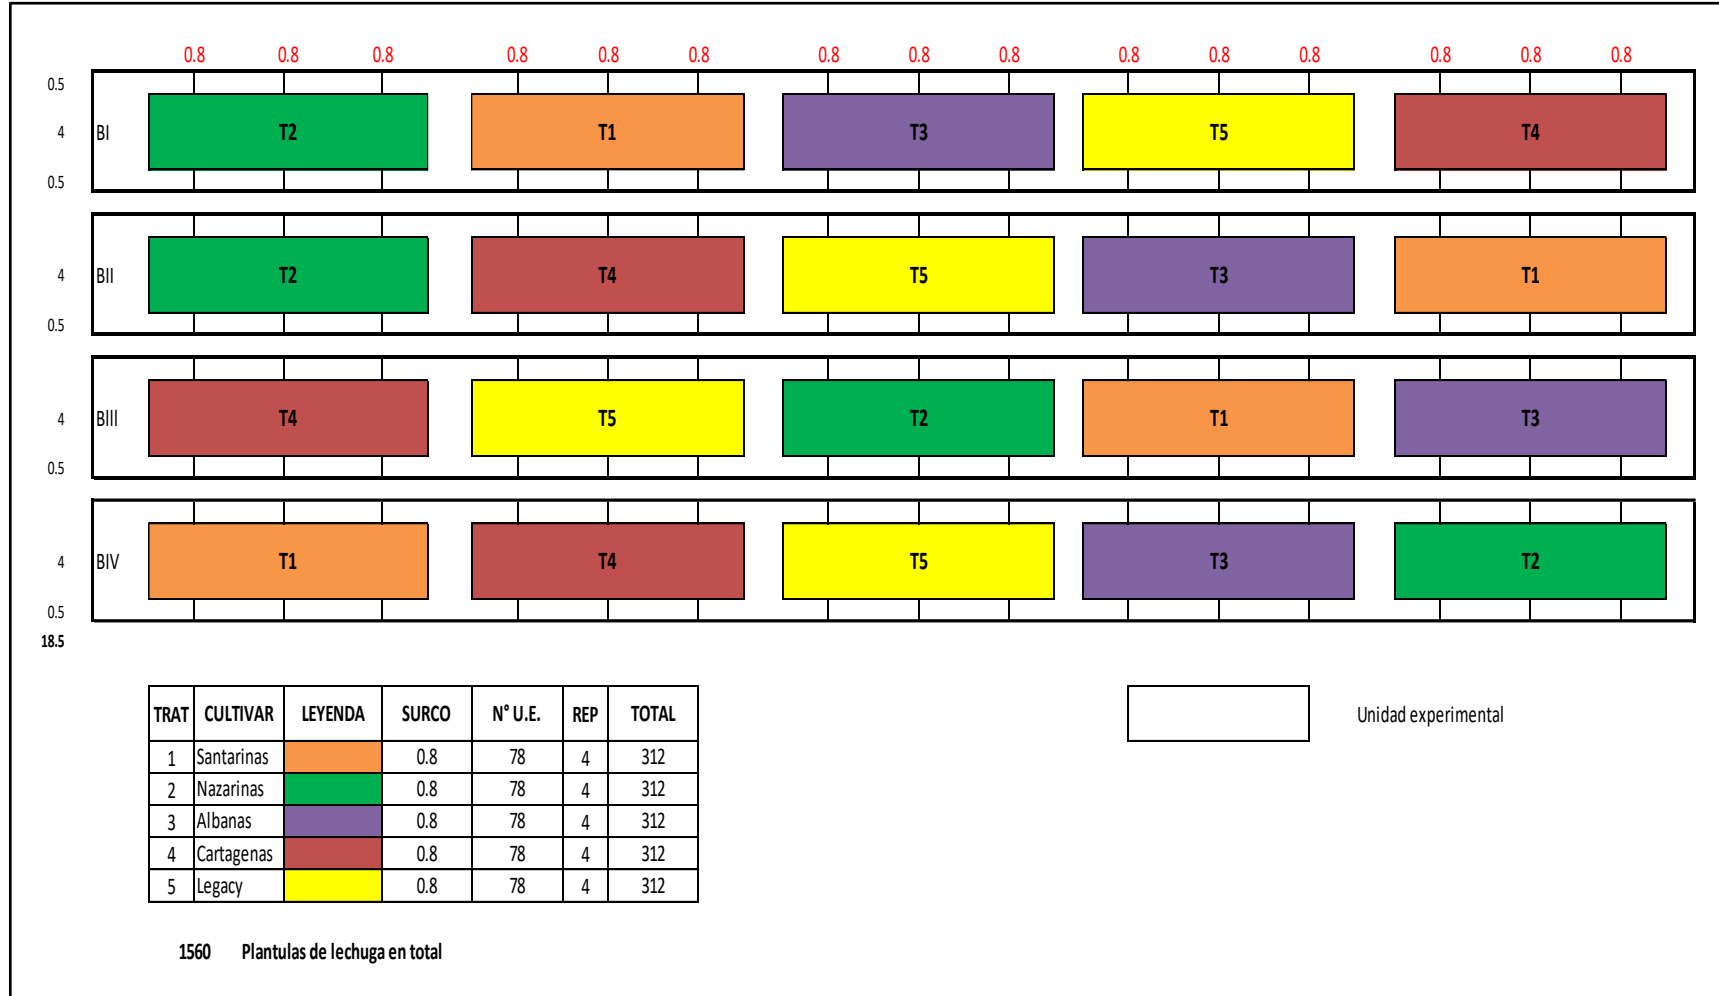 0.8 0.8 0.8 0.8 0.8 0.8 0.8 0.8 0.8 0.8 0.8 0.8 0.8 0.8 0.8
0.5
4 BI T2 T1 T3 T5 T4
0.5
4 BII T2 T4 T5 T3 T1
0.5
4 BIII T4 T5 T2 T1 T3
0.5
4 BIV T1 T4 T5 T3 T2
0.5
18.5
TRAT CULTIVAR LEYENDA SURCO N° U.E. REP TOTAL
1 Santarinas 0.8 78 4 312
2 Nazarinas 0.8 78 4 312
3 Albanas 0.8 78 4 312
4 Cartagenas 0.8 78 4 312
5 Legacy 0.8 78 4 312
Unidad experimental
1560 Plantulas de lechuga en total